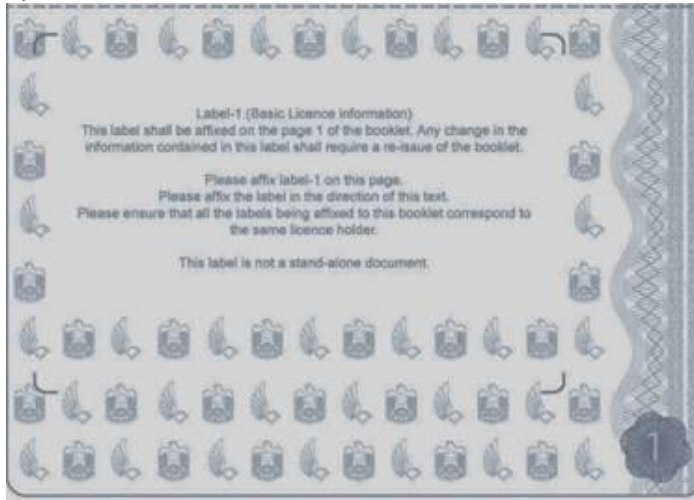 Label-1 (Basic Licence information)
This label shall be affixed on the page 1 of the booklet. Any change in the
information contained in this label shall require a re-issue of the booklet.
Please affix label-1 on this page.
Please affix the label in the direction of this text.
Please ensure that all the labels being affixed to this booklet correspond to
the same licence holder.
This label is not a stand-alone document.
1